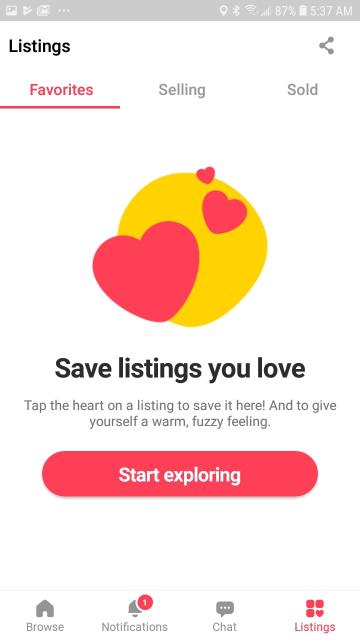 87% 5:37 AM
Listings
Favorites Selling Sold
Save listings you love
Tap the heart on a listing to save it here! And to give
yourself a warm, fuzzy feeling.
Start exploring
1
Browse Notifications Chat Listings